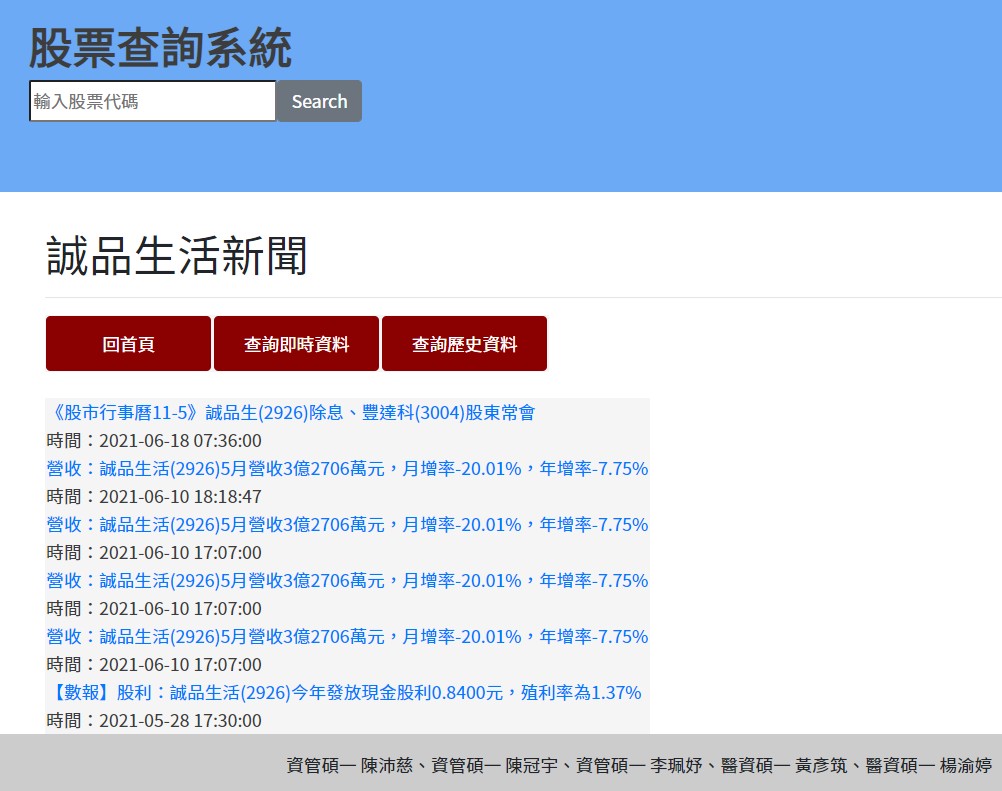 股票查詢系統
輸入股票代碼 Search
誠品生活新聞
回首頁 查詢即時資料 查詢歷史資料
《股市行事曆11-5》誠品生(2926)除息、豐達科(3004)股東常會
時間：2021-06-18 07:36:00
營收：誠品生活(2926)5月營收3億2706萬元，月增率-20.01%，年增率-7.75%
時間：2021-06-10 18:18:47
營收：誠品生活(2926)5月營收3億2706萬元，月增率-20.01%，年增率-7.75%
時間：2021-06-10 17:07:00
營收：誠品生活(2926)5月營收3億2706萬元，月增率-20.01%，年增率-7.75%
時間：2021-06-10 17:07:00
營收：誠品生活(2926)5月營收3億2706萬元，月增率-20.01%，年增率-7.75%
時間：2021-06-10 17:07:00
【數報】股利：誠品生活(2926)今年發放現金股利0.8400元，殖利率為1.37%
時間：2021-05-28 17:30:00
資管碩一 陳沛慈、資管碩一 陳冠宇、資管碩一 李珮妤、醫資碩一 黃彥筑、醫資碩一 楊渝婷